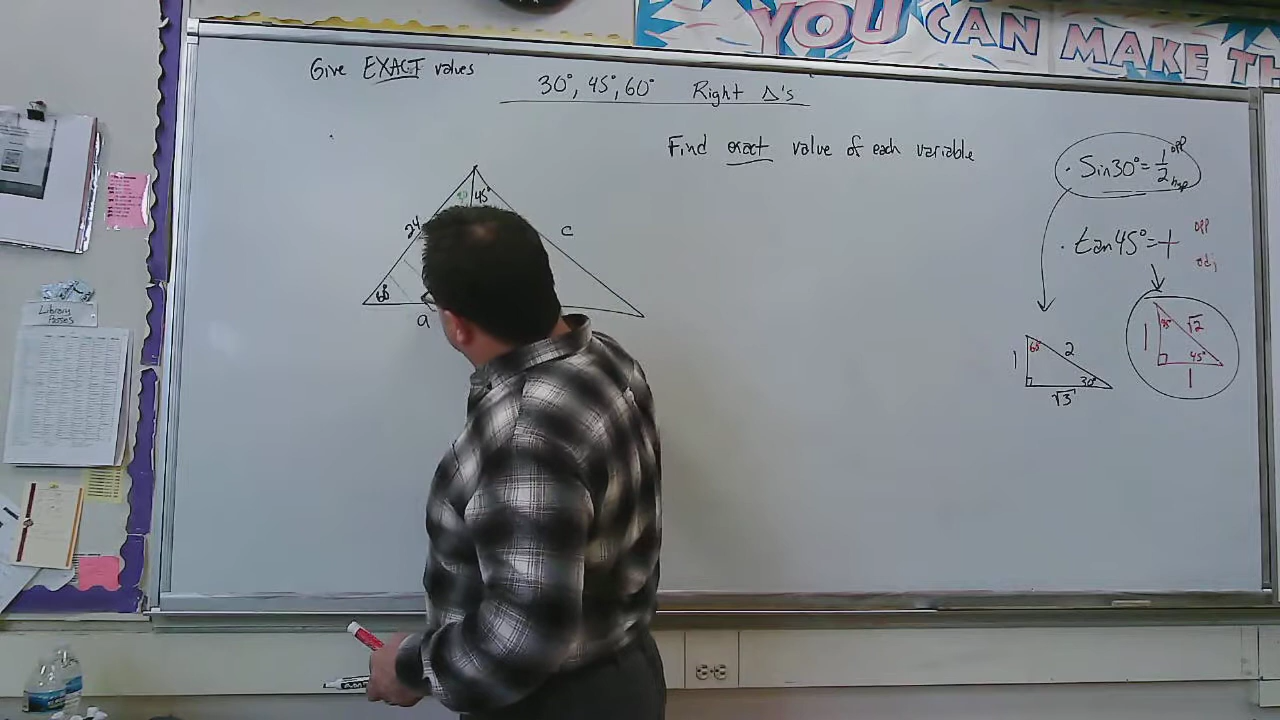 YOU CAN MAKE TH
Give EXACT values
30°, 45°, 60° Right Δ's
Find exact value of each variable
Sin30°=1/2 opp hyp
tan45°=1 opp adj
45°
24
c
60
a
1
60°
2
30°
√3
1
45°
√2
45°
1
Library Passes